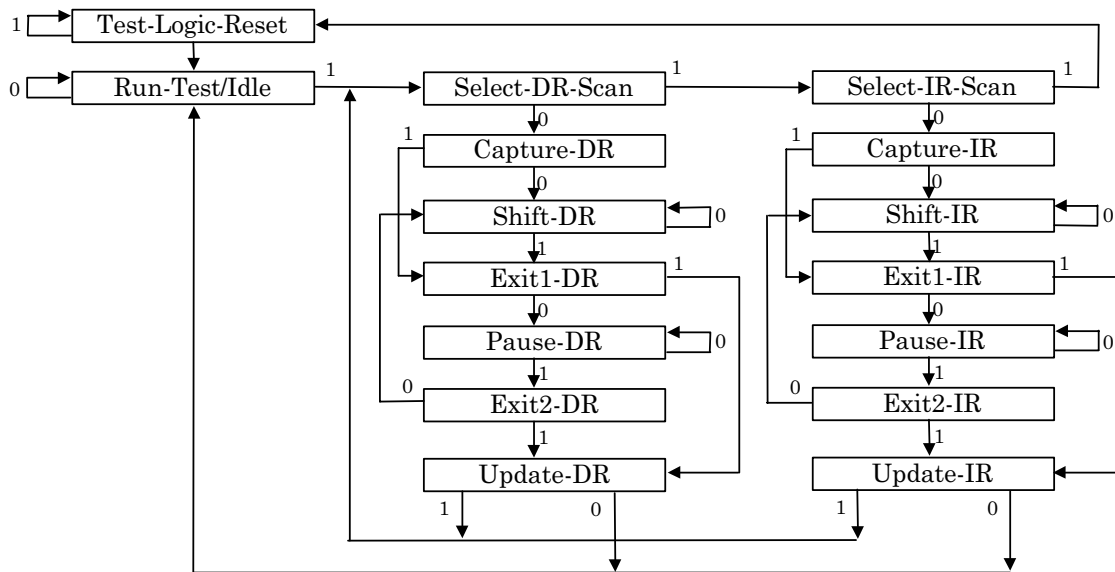 1 Test-Logic-Reset
0 Run-Test/Idle 1 Select-DR-Scan 1 Select-IR-Scan 1
0 0
1 Capture-DR 1 Capture-IR
0 0
Shift-DR 0 Shift-IR 0
1 1
Exit1-DR 1 Exit1-IR 1
0 0
Pause-DR 0 Pause-IR 0
1 1
0 Exit2-DR 0 Exit2-IR
1 1
Update-DR Update-IR
1 0 1 0